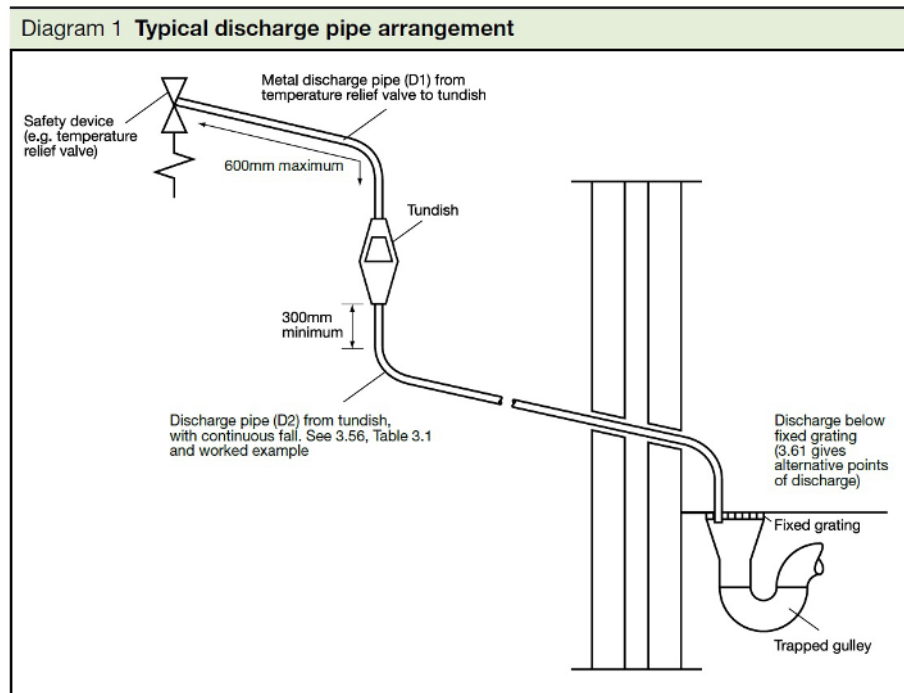 Diagram 1 Typical discharge pipe arrangement
Metal discharge pipe (D1) from
temperature relief valve to tundish
Safety device
(e.g. temperature
relief valve)
600mm maximum
Tundish
300mm
minimum
Discharge pipe (D2) from tundish,
with continuous fall. See 3.56, Table 3.1
and worked example
Discharge below
fixed grating
(3.61 gives
alternative points
of discharge)
Fixed grating
Trapped gulley